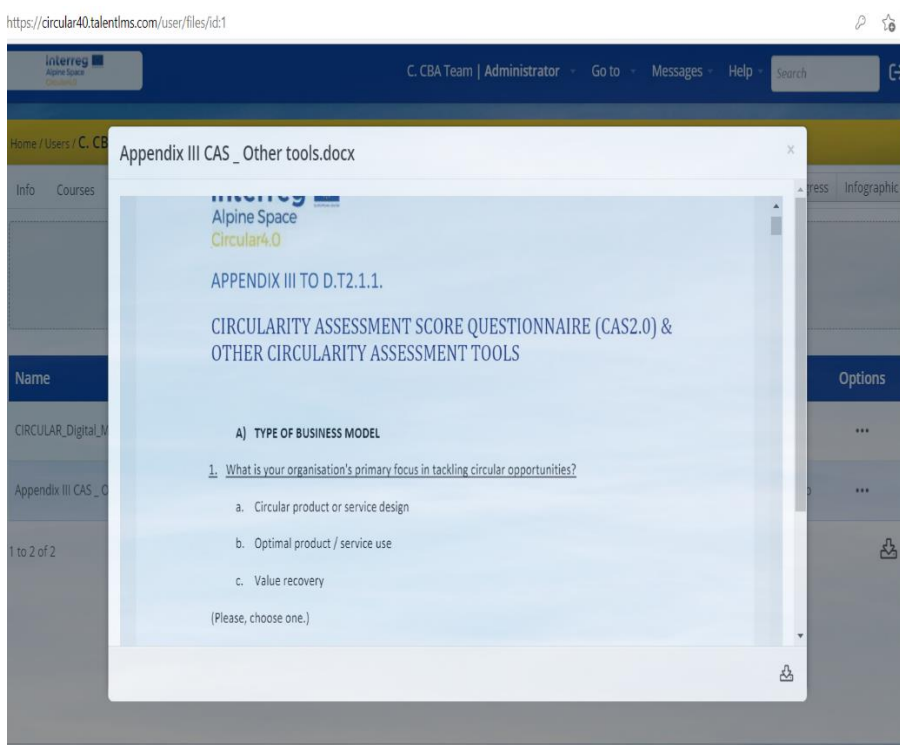 https://circular40.talentlms.com/user/files/id:1
Interreg
Alpine Space
Circular4.0
C. CBA Team | Administrator Go to Messages Help Search
Home / Users / C. CB
Appendix III CAS _ Other tools.docx x
Info Courses
gress Infographic
Interreg
Alpine Space
Circular4.0
APPENDIX III TO D.T2.1.1.
CIRCULARITY ASSESSMENT SCORE QUESTIONNAIRE (CAS2.0) &
OTHER CIRCULARITY ASSESSMENT TOOLS
Name Options
A) TYPE OF BUSINESS MODEL
CIRCULAR_Digital_M
1. What is your organisation's primary focus in tackling circular opportunities?
Appendix III CAS _ O
a. Circular product or service design
b. Optimal product / service use
1 to 2 of 2
c. Value recovery
(Please, choose one.)